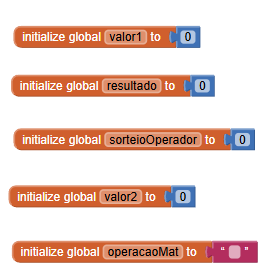 initialize global valor1 to 0
initialize global resultado to 0
initialize global sorteioOperador to 0
initialize global valor2 to 0
initialize global operacaoMat to “ ”